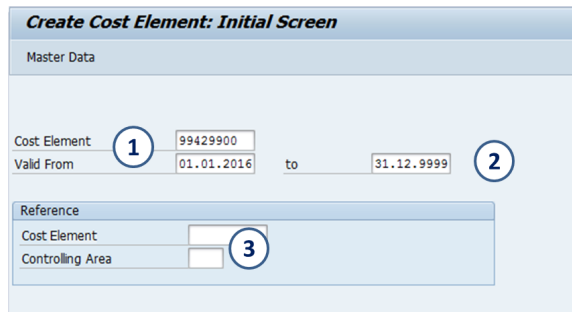 Create Cost Element: Initial Screen
Master Data
Cost Element 1 99429900
Valid From 01.01.2016 to 31.12.9999 2
Reference
Cost Element
3
Controlling Area